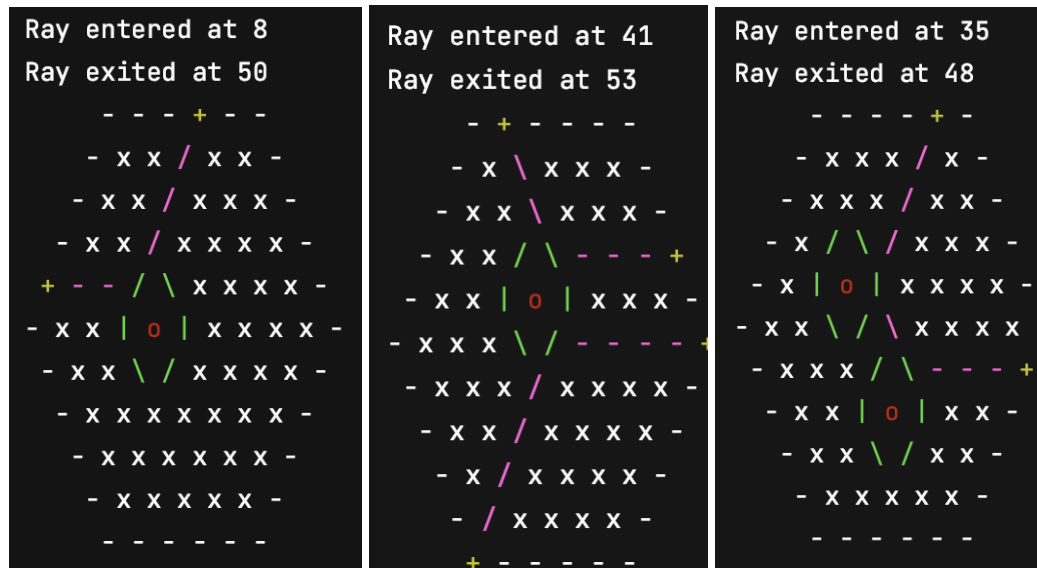 Ray entered at 8
Ray exited at 50
- - - + - -
- x x / x x -
- x x / x x x -
- x x / x x x x -
+ - - / \ x x x x -
- x x | o | x x x x -
- x x \ / x x x x -
- x x x x x x x -
- x x x x x x -
- x x x x x -
- - - - - -
Ray entered at 41
Ray exited at 53
- + - - - -
- x \ x x x -
- x x \ x x x -
- x x / \ - - - +
- x x | o | x x x -
- x x x \ / - - - - +
- x x x / x x x x -
- x x / x x x x -
- x / x x x x -
- / x x x x -
+ - - - - -
Ray entered at 35
Ray exited at 48
- - - - + -
- x x x / x -
- x x x / x x -
- x / \ / x x x -
- x | o | x x x x -
- x x \ / \ x x x x
- x x x / \ - - - +
- x x | o | x x -
- x x \ / x x -
- x x x x x -
- - - - - -